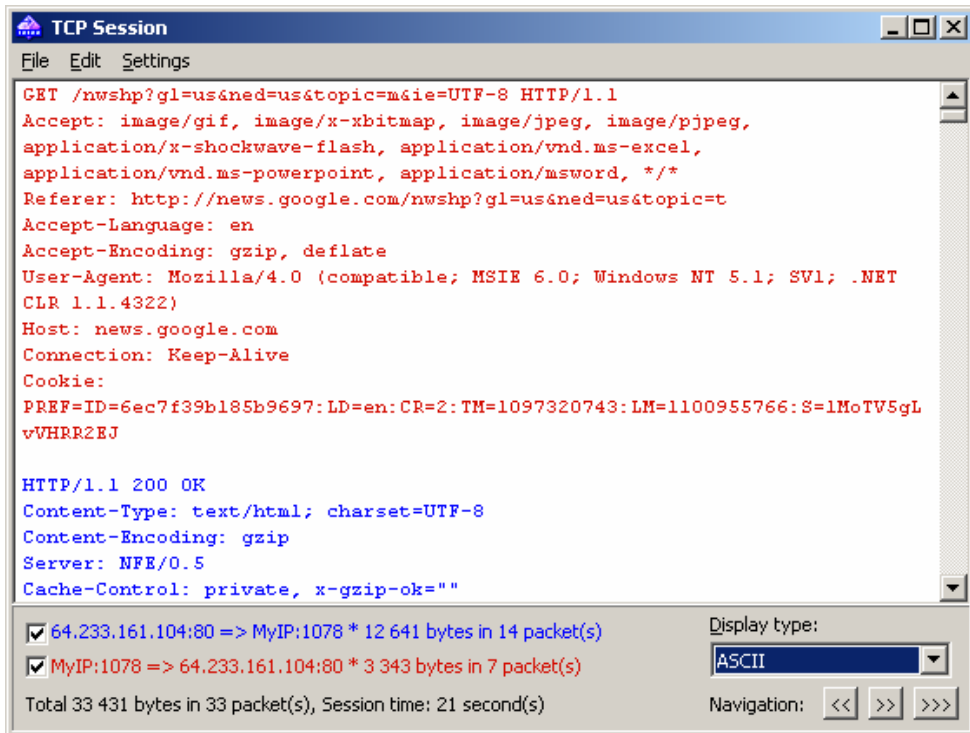 TCP Session
File Edit Settings
GET /nwshp?gl=us&ned=us&topic=m&ie=UTF-8 HTTP/1.1
Accept: image/gif, image/x-xbitmap, image/jpeg, image/pjpeg,
application/x-shockwave-flash, application/vnd.ms-excel,
application/vnd.ms-powerpoint, application/msword, */*
Referer: http://news.google.com/nwshp?gl=us&ned=us&topic=t
Accept-Language: en
Accept-Encoding: gzip, deflate
User-Agent: Mozilla/4.0 (compatible; MSIE 6.0; Windows NT 5.1; SV1; .NET
CLR 1.1.4322)
Host: news.google.com
Connection: Keep-Alive
Cookie:
PREF=ID=6ec7f39b185b9697:LD=en:CR=2:TM=1097320743:LM=1100955766:S=1MoTV5gL
vVHRR2EJ
HTTP/1.1 200 OK
Content-Type: text/html; charset=UTF-8
Content-Encoding: gzip
Server: NFE/0.5
Cache-Control: private, x-gzip-ok=""
64.233.161.104:80 => MyIP:1078 * 12 641 bytes in 14 packet(s)
MyIP:1078 => 64.233.161.104:80 * 3 343 bytes in 7 packet(s)
Total 33 431 bytes in 33 packet(s), Session time: 21 second(s)
Display type:
ASCII
Navigation: << >> >>>